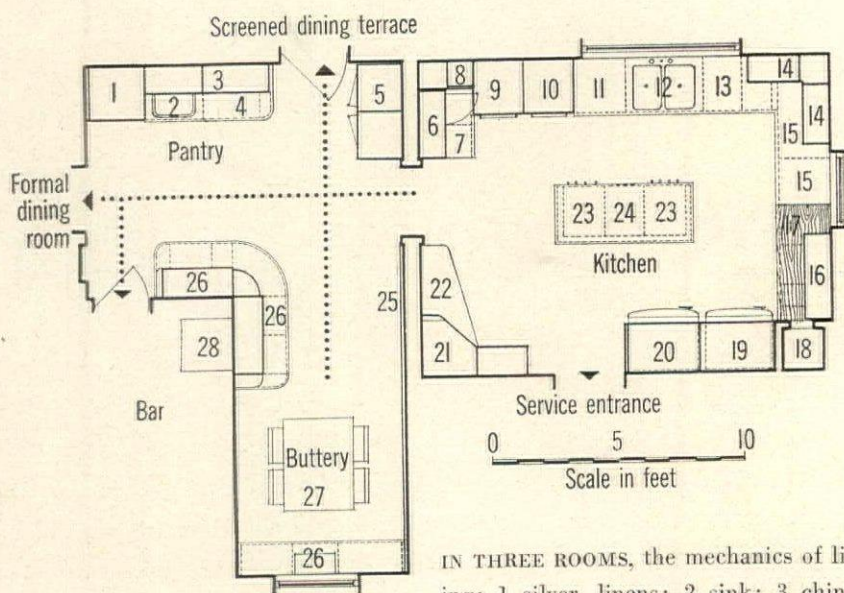 Screened dining terrace
1
2
3
4
5
Pantry
Formal
dining
room
6
7
8
9
10
11
12
13
14
14
15
15
16
17
18
23
24
23
Kitchen
22
21
20
19
25
26
26
28
Bar
Service entrance
0 5 10
Scale in feet
Buttery
27
26
IN THREE ROOMS, the mechanics of li
1 silver, linens; 2 sink; 3 chin